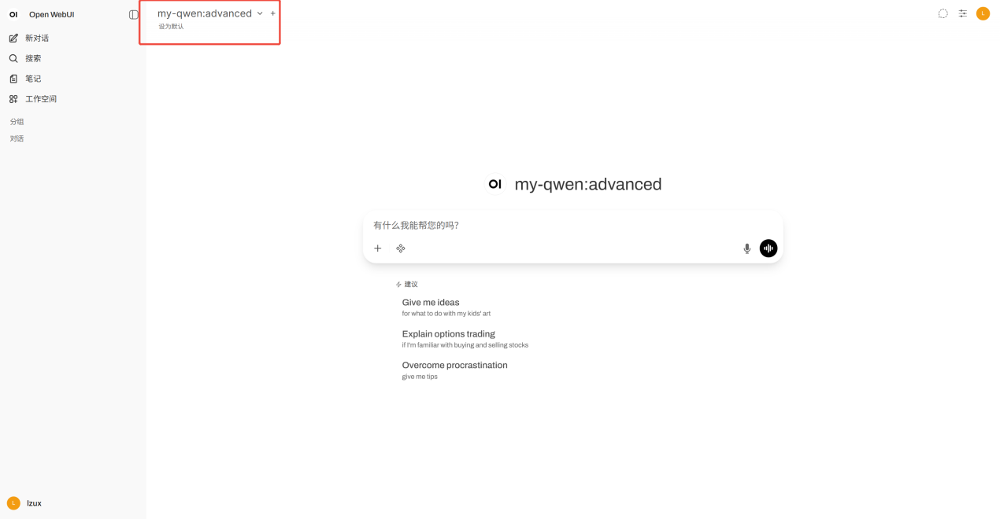 OI Open WebUI
新对话
搜索
笔记
工作空间
分组
对话
lzux
L
my-qwen:advanced
设为默认
L
OI my-qwen:advanced
有什么我能帮您的吗?
建议
Give me ideas
for what to do with my kids' art
Explain options trading
if I'm familiar with buying and selling stocks
Overcome procrastination
give me tips